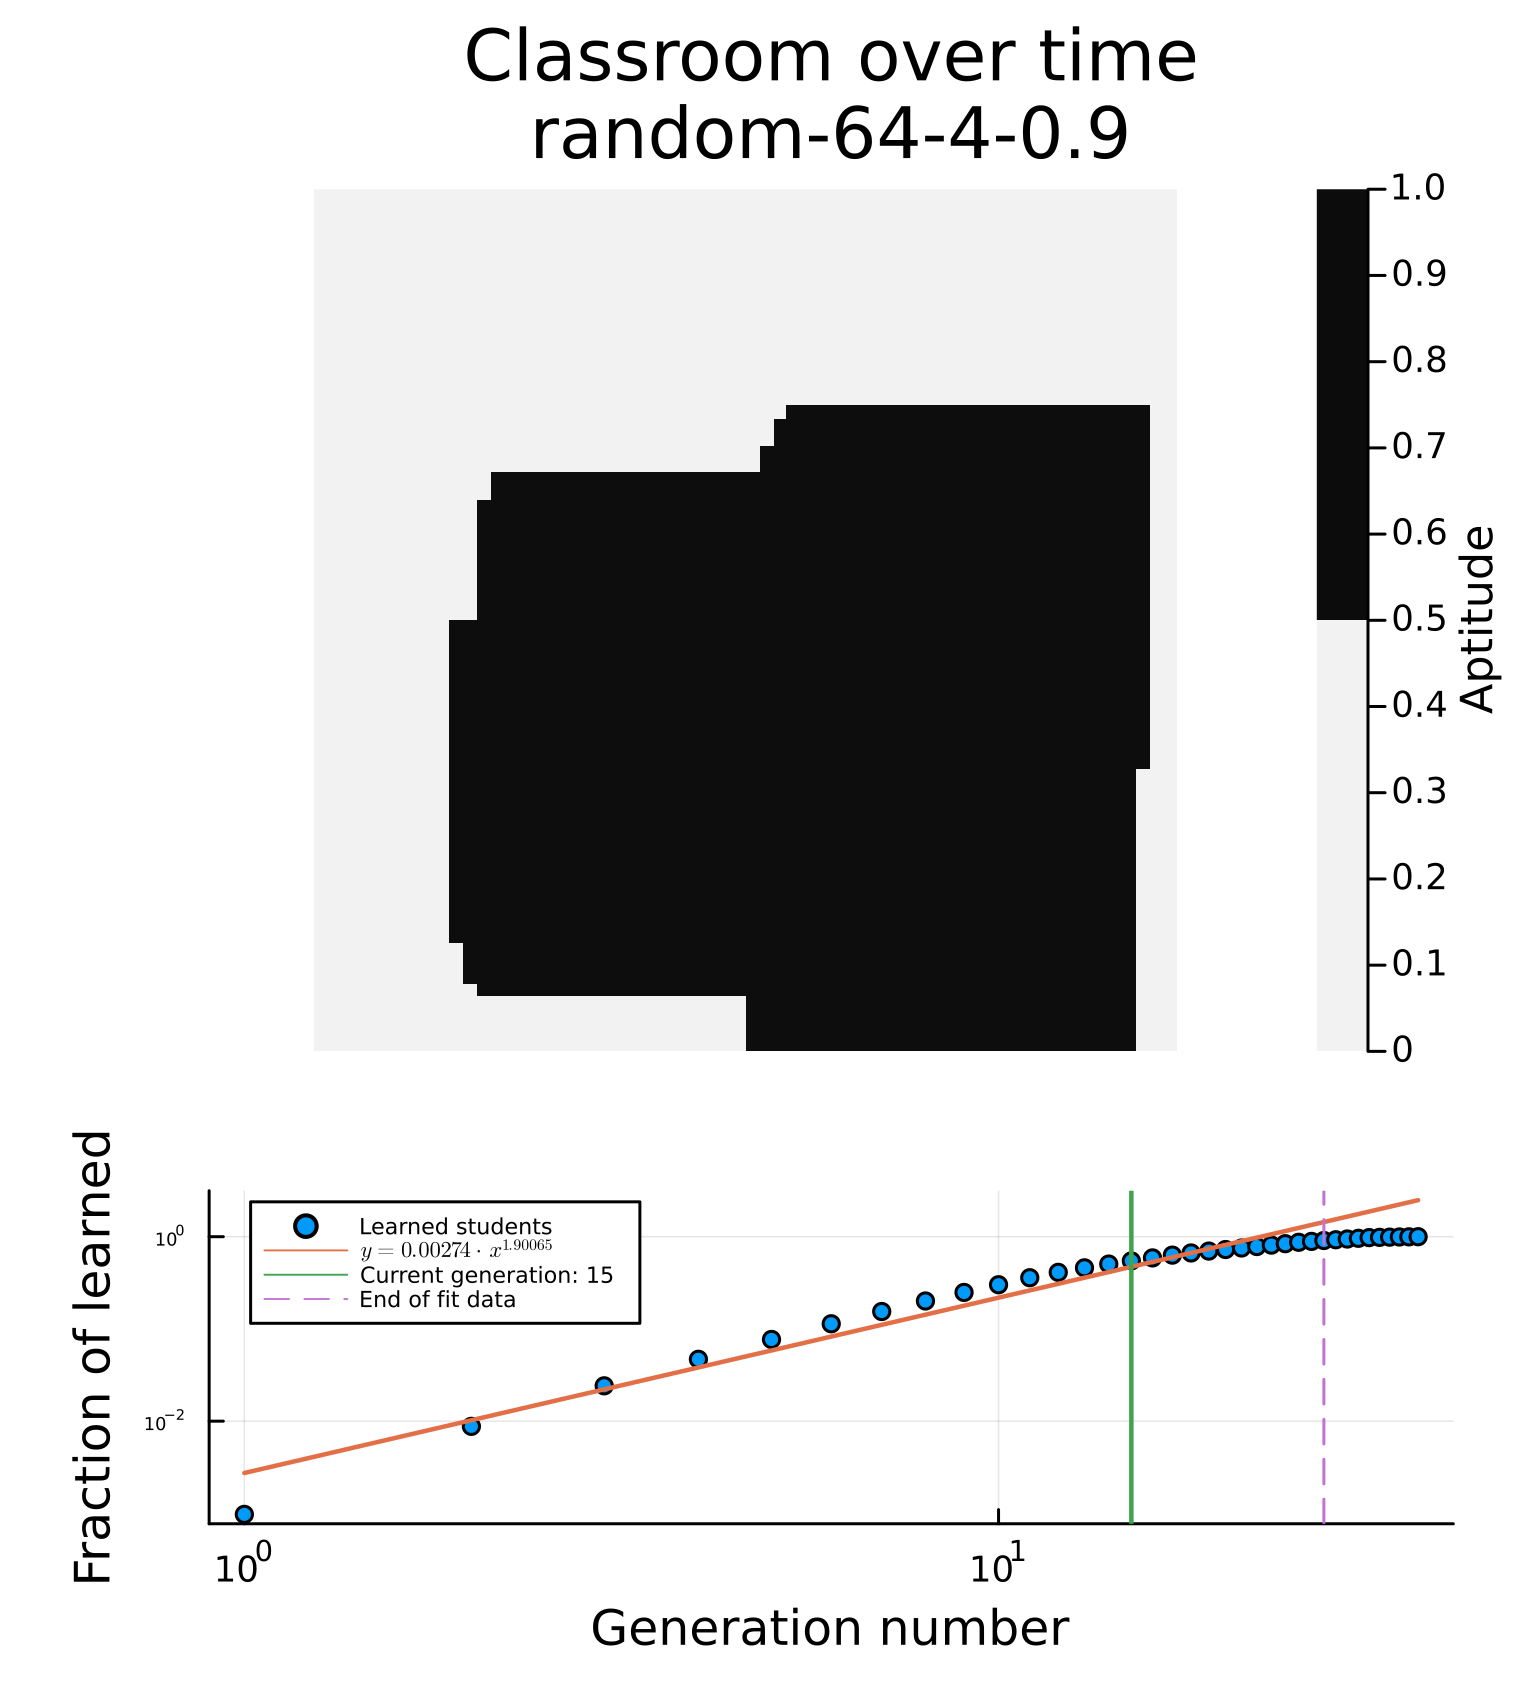 Classroom over time
random-64-4-0.9
1.0
0.9
0.8
0.7
0.6
0.5
0.4
0.3
0.2
0.1
0
Aptitude
Fraction of learned
10⁰
10⁻²
Learned students
y = 0.00274 · x^1.90065
Current generation: 15
End of fit data
10⁰
10¹
Generation number